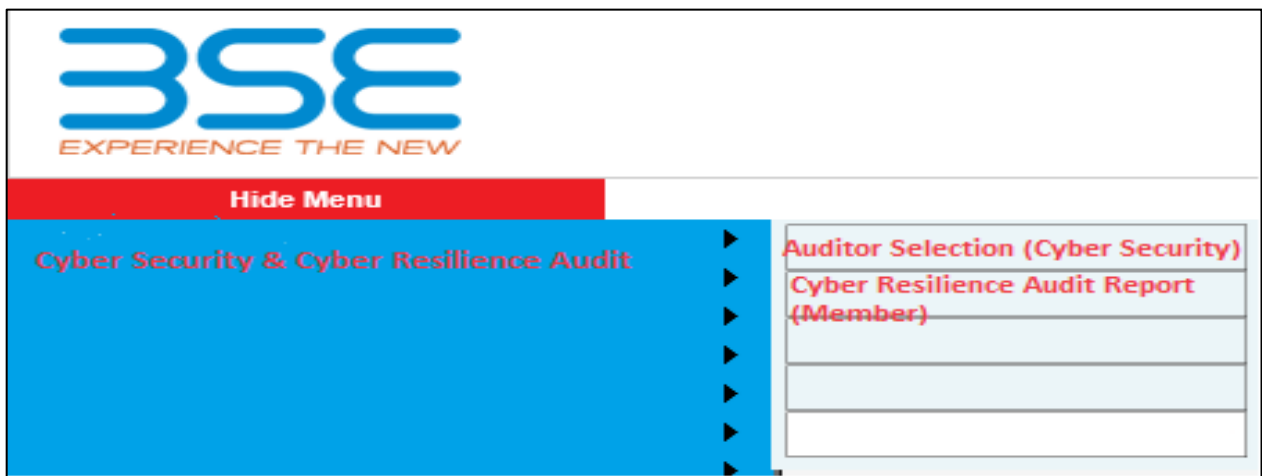 BSE
EXPERIENCE THE NEW
Hide Menu
Cyber Security & Cyber Resilience Audit
Auditor Selection (Cyber Security)
Cyber Resilience Audit Report
(Member)